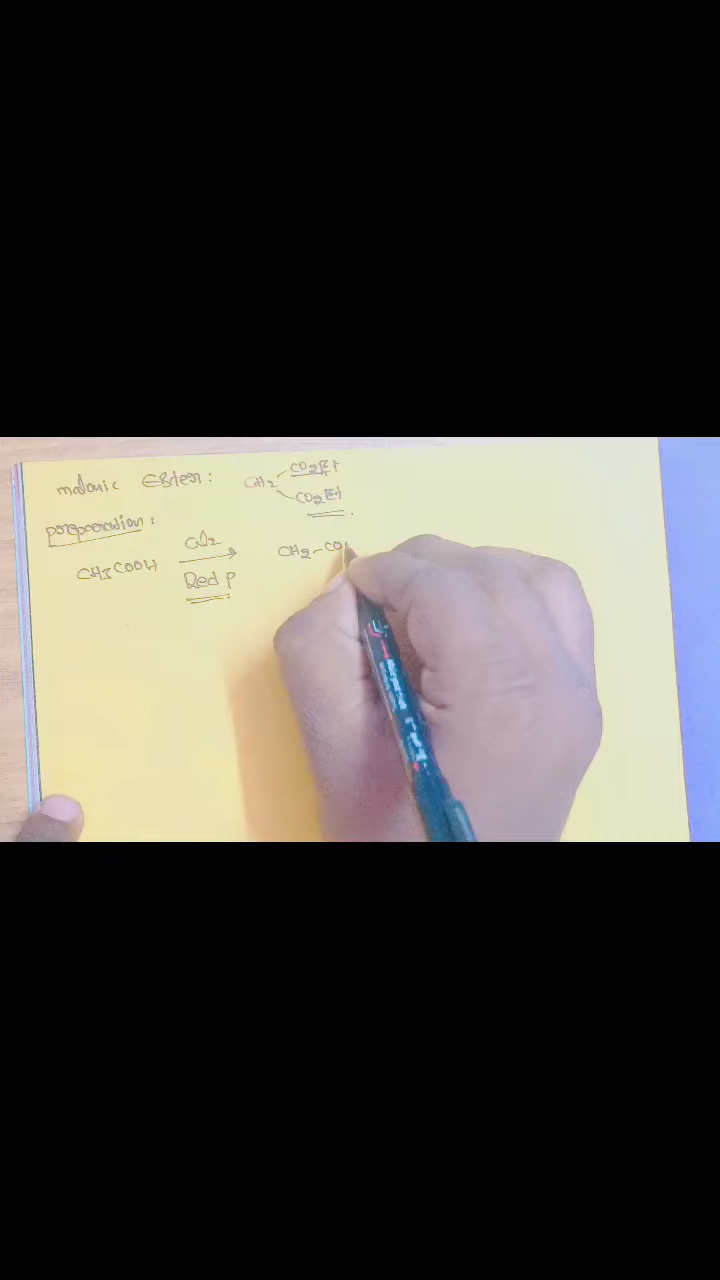 malonic Ester: CH2 CO2Et
CO2Et
preparation:
CH3COOH Cl2 CH2-CO
Red P